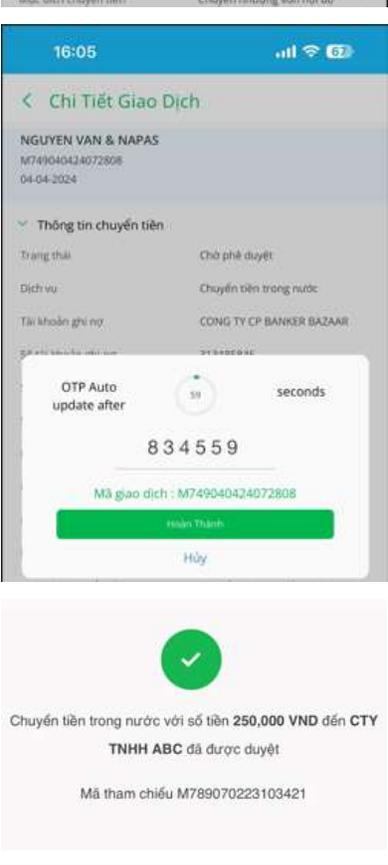 16:05
67
Chi Tiết Giao Dịch
NGUYEN VAN & NAPAS
M749040424072808
04-04-2024
Thông tin chuyển tiền
Trạng thái Chờ phê duyệt
Dịch vụ Chuyển tiền trong nước
Tài khoản ghi nợ CONG TY CP BANKER BAZAAR
OTP Auto update after 59 seconds
834559
Mã giao dịch : M749040424072808
Hoàn Thành
Hủy
Chuyển tiền trong nước với số tiền 250,000 VND đến CTY
TNHH ABC đã được duyệt
Mã tham chiếu M789070223103421